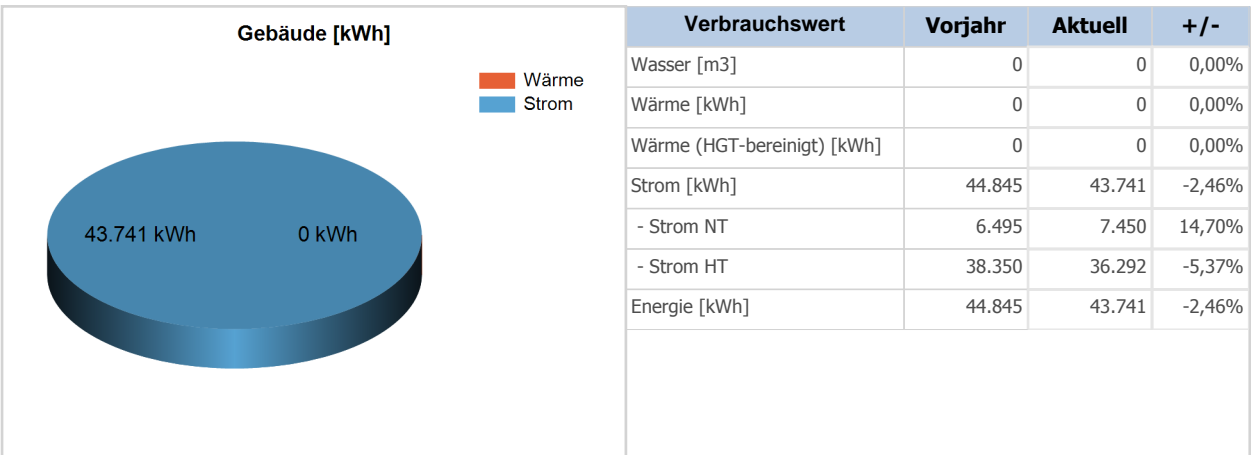 Gebäude [kWh]
Wärme
Strom
43.741 kWh 0 kWh
Verbrauchswert Vorjahr Aktuell +/-
Wasser [m3] 0 0 0,00%
Wärme [kWh] 0 0 0,00%
Wärme (HGT-bereinigt) [kWh] 0 0 0,00%
Strom [kWh] 44.845 43.741 -2,46%
- Strom NT 6.495 7.450 14,70%
- Strom HT 38.350 36.292 -5,37%
Energie [kWh] 44.845 43.741 -2,46%